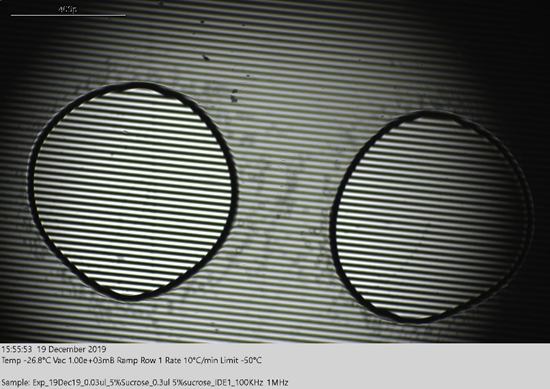 400µ
15:55:53 19 December 2019
Temp -26.8°C Vac 1.00e+03mB Ramp Row 1 Rate 10°C/min Limit -50°C
Sample: Exp_19Dec19_0.03ul_5%Sucrose_0.3ul 5%sucrose_IDE1_100KHz 1MHz